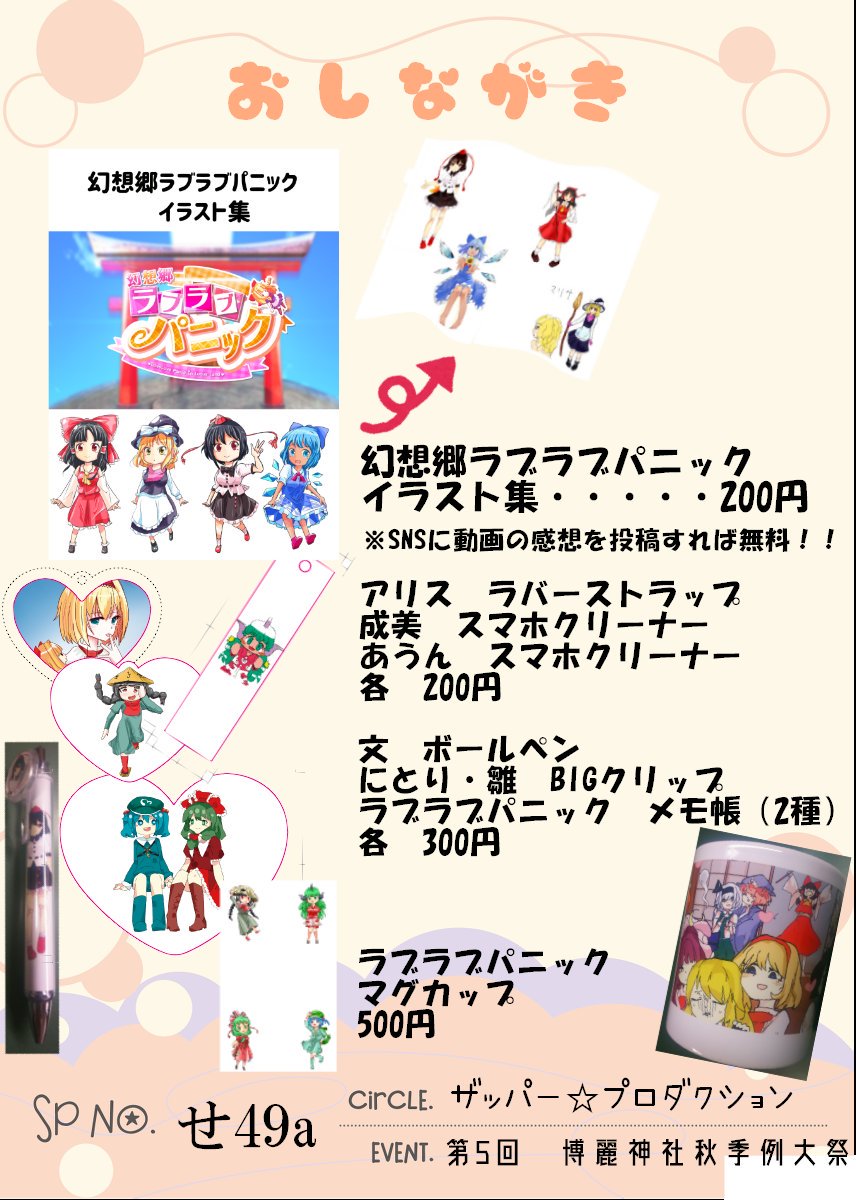 おしながき
幻想郷ラブラブパニック
イラスト集
幻想郷
ラブラブ
パニック
マリサ
幻想郷ラブラブパニック
イラスト集・・・・・200円
※SNSに動画の感想を投稿すれば無料！！
アリス　ラバーストラップ
成美　スマホクリーナー
あうん　スマホクリーナー
各　200円
文　ボールペン
にとり・雛　BIGクリップ
ラブラブパニック　メモ帳（2種）
各　300円
ラブラブパニック
マグカップ
500円
SP NO. せ49a
CIRCLE. ザッパー☆プロダクション
EVENT. 第5回　博麗神社秋季例大祭